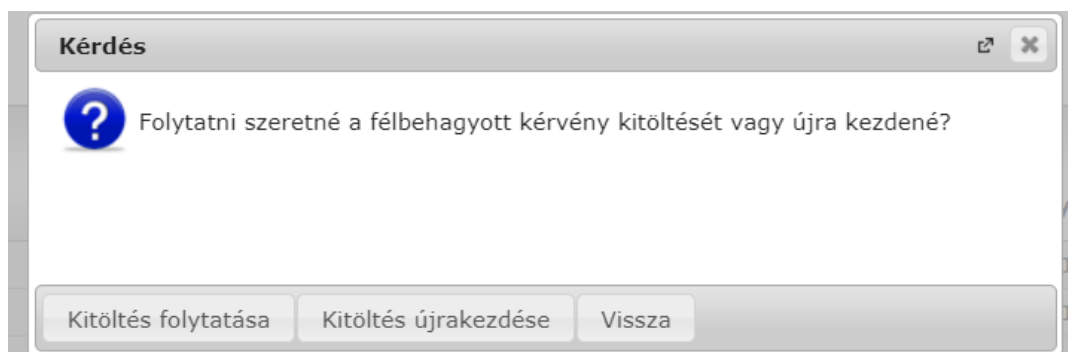 Kérdés
Folytatni szeretné a félbehagyott kérvény kitöltését vagy újra kezdené?
Kitöltés folytatása Kitöltés újrakezdése Vissza